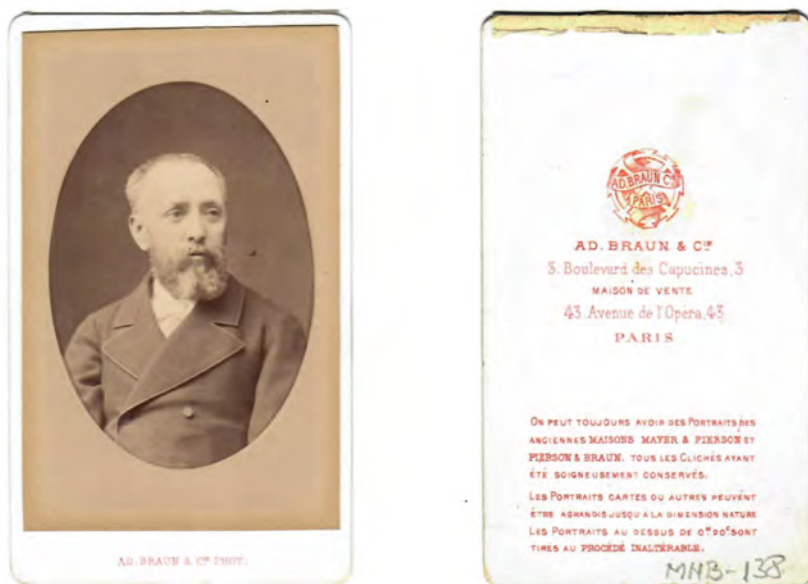 AD. BRAUN & Cie PHOT.
AD. BRAUN Cie
PARIS
AD. BRAUN & Cie
3. Boulevard des Capucines, 3
MAISON DE VENTE
43. Avenue de l'Opéra, 43
PARIS
ON PEUT TOUJOURS AVOIR DES PORTRAITS DES
ANCIENNES MAISONS MAYER & PIERSON ET
PIERSON & BRAUN. TOUS LES CLICHÉS AYANT
ÉTÉ SOIGNEUSEMENT CONSERVÉS.
LES PORTRAITS CARTES OU AUTRES PEUVENT
ÊTRE AGRANDIS JUSQU'A LA DIMENSION NATURE
LES PORTRAITS AU DESSUS DE 0m 20c SONT
TIRÉS AU PROCÉDÉ INALTÉRABLE.
MNB-138